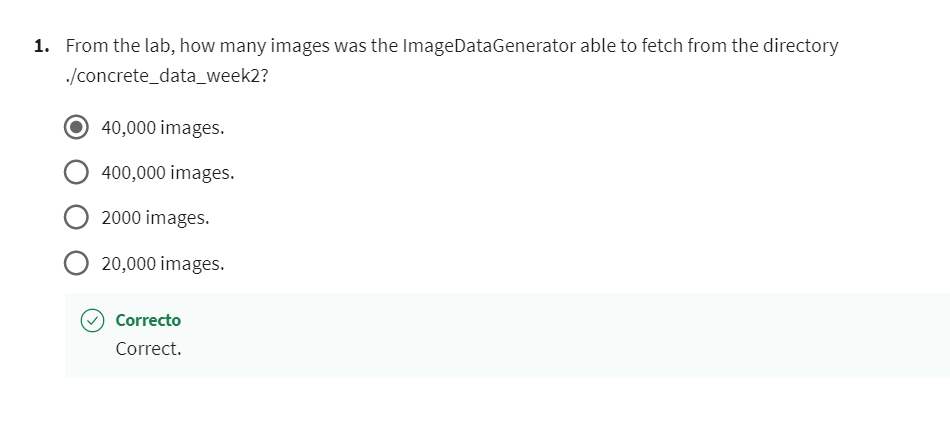 1. From the lab, how many images was the ImageDataGenerator able to fetch from the directory
./concrete_data_week2?
40,000 images.
400,000 images.
2000 images.
20,000 images.
Correcto
Correct.